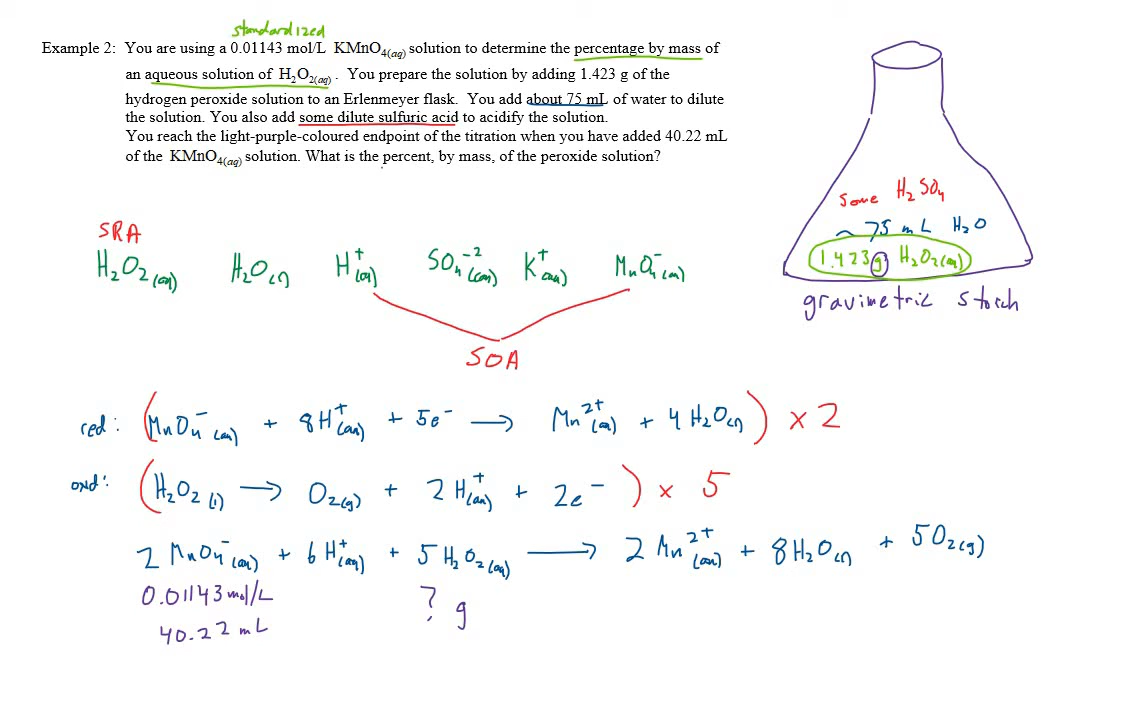 standardized
Example 2: You are using a 0.01143 mol/L KMnO₄₍ₐq₎ solution to determine the percentage by mass of
an aqueous solution of H₂O₂(aq) . You prepare the solution by adding 1.423 g of the
hydrogen peroxide solution to an Erlenmeyer flask. You add about 75 mL of water to dilute
the solution. You also add some dilute sulfuric acid to acidify the solution.
You reach the light-purple-coloured endpoint of the titration when you have added 40.22 mL
of the KMnO₄(aq) solution. What is the percent, by mass, of the peroxide solution?
some H₂SO₄
~ 75 mL H₂O
1.423g H₂O₂(aq)
gravimetric stoich
SRA
H₂O₂(aq) H₂O(l) H⁺(aq) SO₄⁻²(aq) K⁺(aq) MnO₄⁻(aq)
SOA
red: (MnO₄⁻(aq) + 8H⁺(aq) + 5e⁻ → Mn²⁺(aq) + 4H₂O(l)) × 2
oxd: (H₂O₂(l) → O₂(g) + 2H⁺(aq) + 2e⁻) × 5
2MnO₄⁻(aq) + 6H⁺(aq) + 5H₂O₂(aq) → 2Mn²⁺(aq) + 8H₂O(l) + 5O₂(g)
0.01143 mol/L ? g
40.22 mL